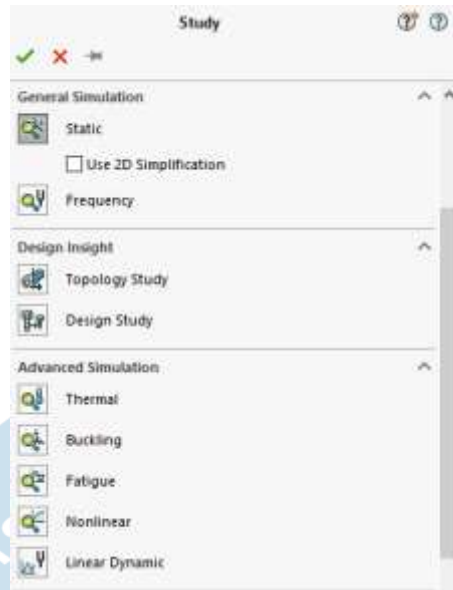 Study
General Simulation
Static
Use 2D Simplification
Frequency
Design Insight
Topology Study
Design Study
Advanced Simulation
Thermal
Buckling
Fatigue
Nonlinear
Linear Dynamic